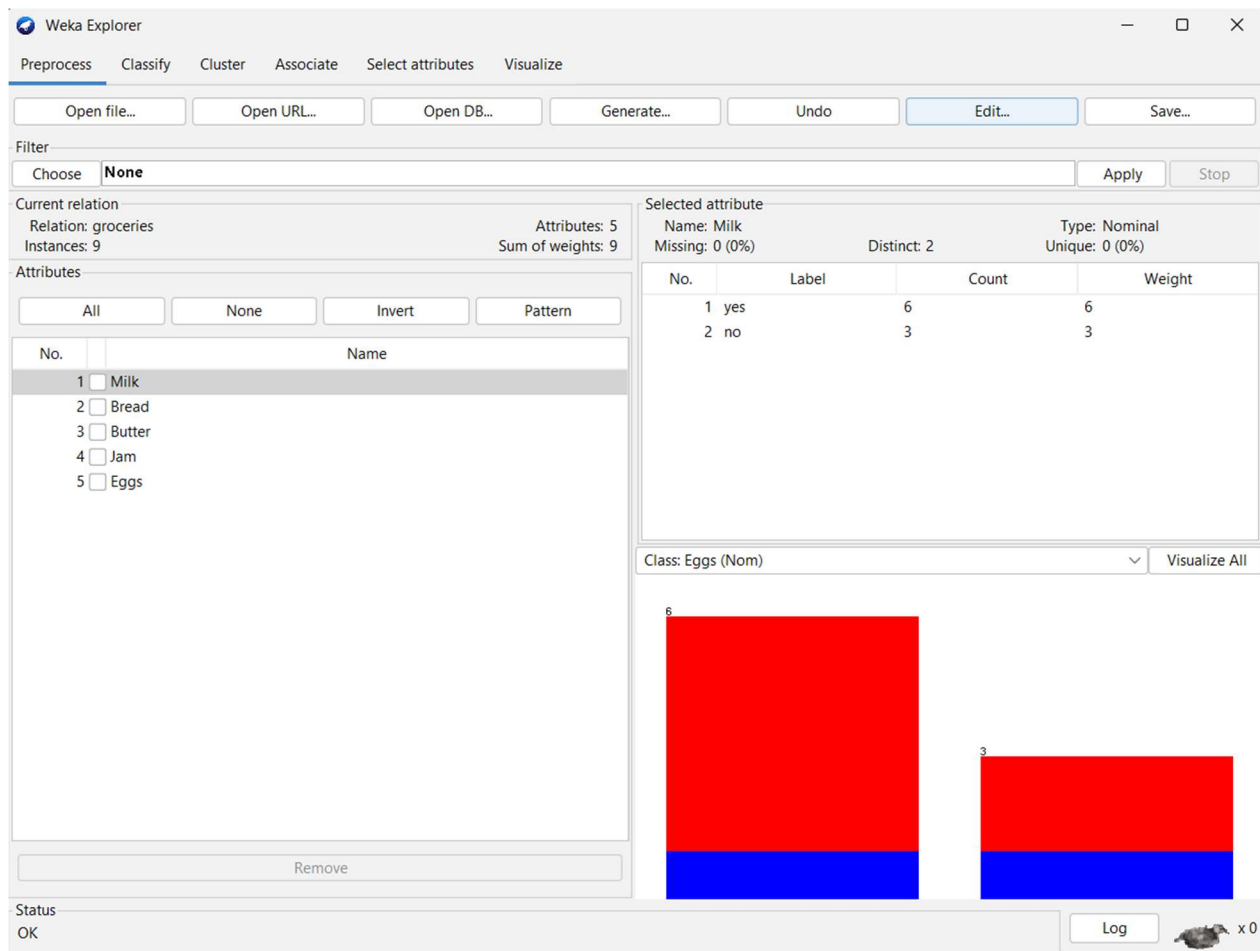 Weka Explorer
Preprocess Classify Cluster Associate Select attributes Visualize
Open file... Open URL... Open DB... Generate... Undo Edit... Save...
Filter
Choose None Apply Stop
Current relation
Relation: groceries Attributes: 5
Instances: 9 Sum of weights: 9
Attributes
All None Invert Pattern
No. Name
1 Milk
2 Bread
3 Butter
4 Jam
5 Eggs
Remove
Selected attribute
Name: Milk Type: Nominal
Missing: 0 (0%) Distinct: 2 Unique: 0 (0%)
No. Label Count Weight
1 yes 6 6
2 no 3 3
Class: Eggs (Nom) Visualize All
6
3
Status
OK Log x 0